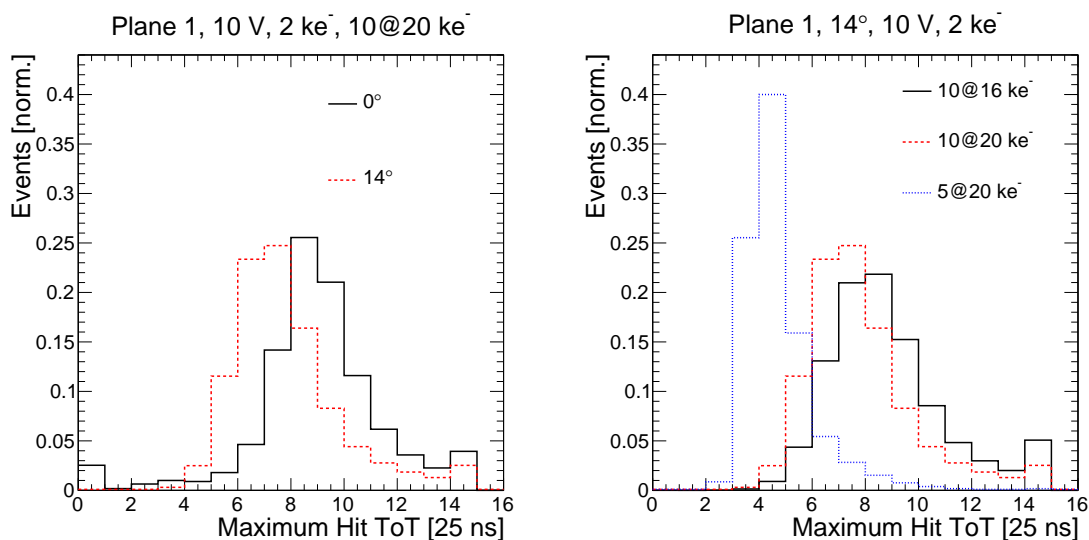 Plane 1, 10 V, 2 ke⁻, 10@20 ke⁻
Events [norm.]
0.4
0.35
0.3
0.25
0.2
0.15
0.1
0.05
0
0°
14°
0 2 4 6 8 10 12 14 16
Maximum Hit ToT [25 ns]
Plane 1, 14°, 10 V, 2 ke⁻
Events [norm.]
0.4
0.35
0.3
0.25
0.2
0.15
0.1
0.05
0
10@16 ke⁻
10@20 ke⁻
5@20 ke⁻
0 2 4 6 8 10 12 14 16
Maximum Hit ToT [25 ns]